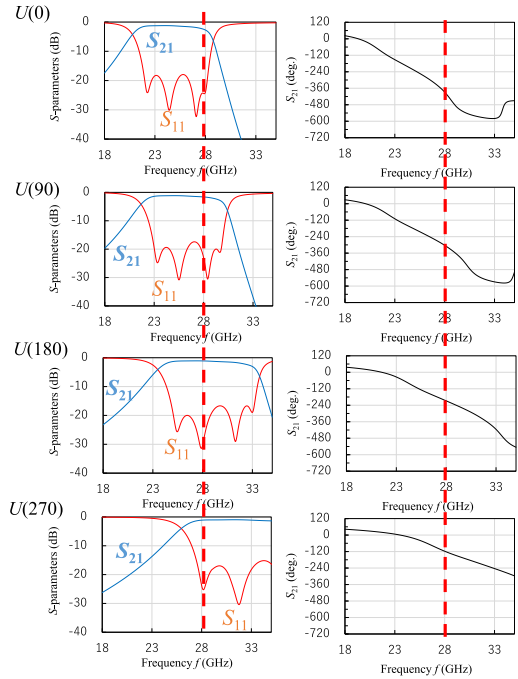 U(0)
0
-10
-20
-30
-40
S-parameters (dB)
S21
S11
18 23 28 33
Frequency f (GHz)
120
0
-120
-240
-360
-480
-600
-720
S21 (deg.)
18 23 28 33
U(90)
0
-10
-20
-30
-40
S-parameters (dB)
S21
S11
18 23 28 33
Frequency f (GHz)
120
0
-120
-240
-360
-480
-600
-720
S21 (deg.)
18 23 28 33
Frequency f (GHz)
U(180)
0
-10
-20
-30
-40
S-parameters (dB)
S21
S11
18 23 28 33
Frequency f (GHz)
120
0
-120
-240
-360
-480
-600
-720
S21 (deg.)
18 23 28 33
Frequency f (GHz)
U(270)
0
-10
-20
-30
-40
S-parameters (dB)
S21
S11
18 23 28 33
Frequency f (GHz)
120
0
-120
-240
-360
-480
-600
-720
S21 (deg.)
18 23 28 33
Frequency f (GHz)